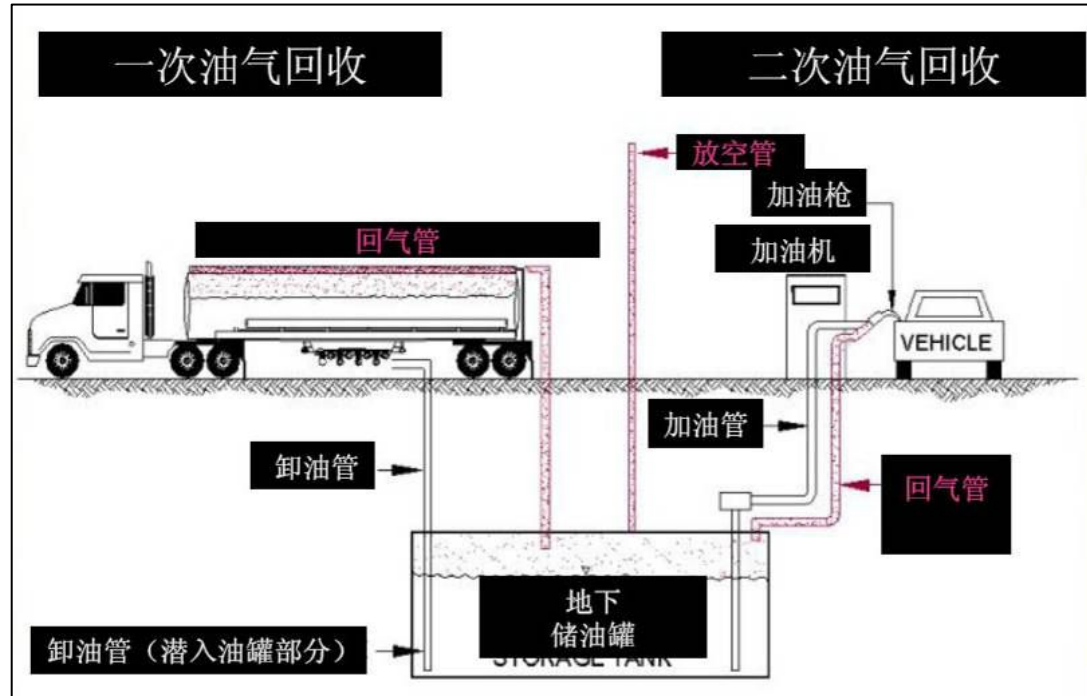 一次油气回收
二次油气回收
放空管
加油枪
回气管
加油机
VEHICLE
加油管
卸油管
回气管
地下
储油罐
STORAGE TANK
卸油管（潜入油罐部分）